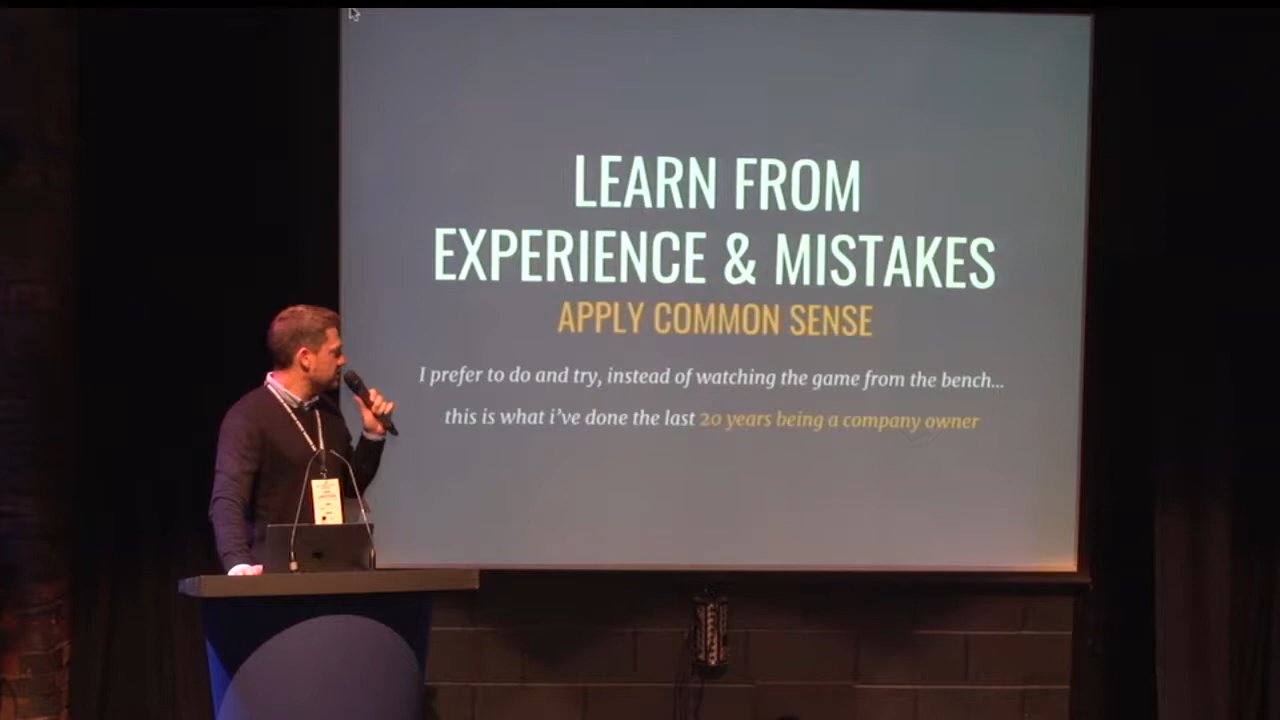 LEARN FROM
EXPERIENCE & MISTAKES
APPLY COMMON SENSE
I prefer to do and try, instead of watching the game from the bench...
this is what i've done the last 20 years being a company owner